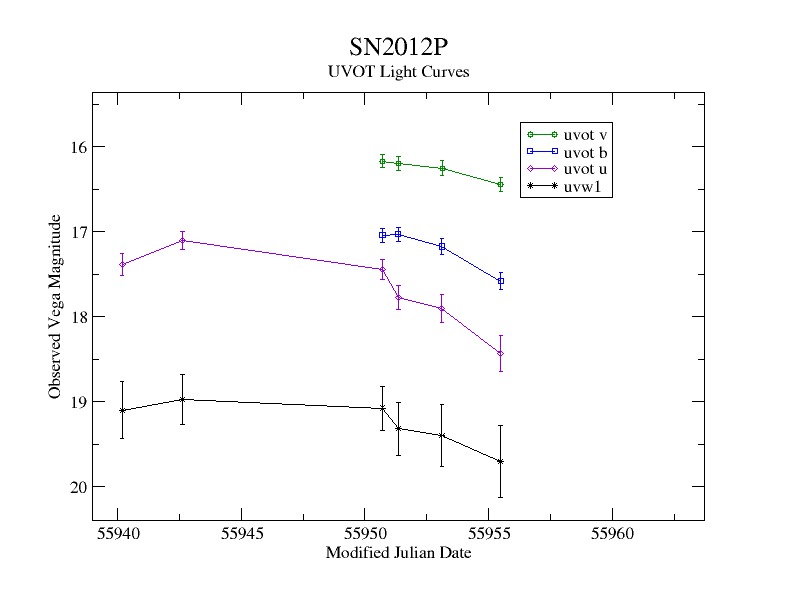 SN2012P
UVOT Light Curves
uvot v
uvot b
uvot u
uvw1
Observed Vega Magnitude
16
17
18
19
20
55940 55945 55950 55955 55960
Modified Julian Date